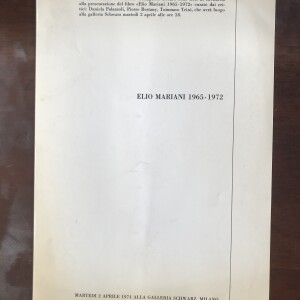 alla presentazione del libro «Elio Mariani 1965-1972» curato dai cri-
tici: Daniela Palazzoli, Pierre Restany, Tommaso Trini, che avrà luogo
alla galleria Schwarz martedì 2 aprile alle ore 18.
ELIO MARIANI 1965-1972
MARTEDÌ 2 APRILE 1974 ALLA GALLERIA SCHWARZ, MILANO